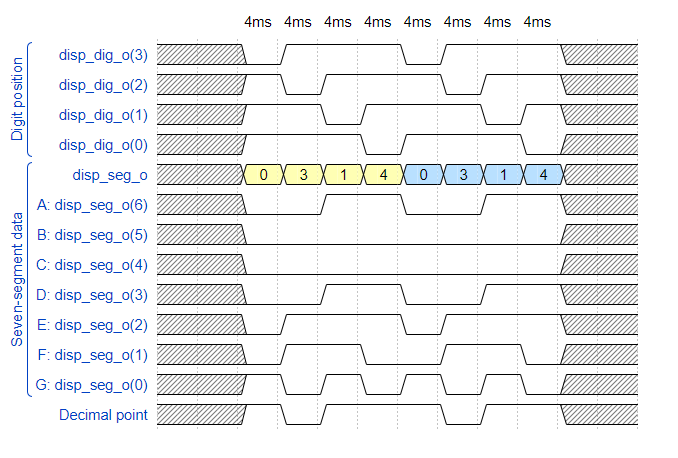 4ms 4ms 4ms 4ms 4ms 4ms 4ms 4ms
Digit position
disp_dig_o(3)
disp_dig_o(2)
disp_dig_o(1)
disp_dig_o(0)
Seven-segment data
disp_seg_o 0 3 1 4 0 3 1 4
A: disp_seg_o(6)
B: disp_seg_o(5)
C: disp_seg_o(4)
D: disp_seg_o(3)
E: disp_seg_o(2)
F: disp_seg_o(1)
G: disp_seg_o(0)
Decimal point